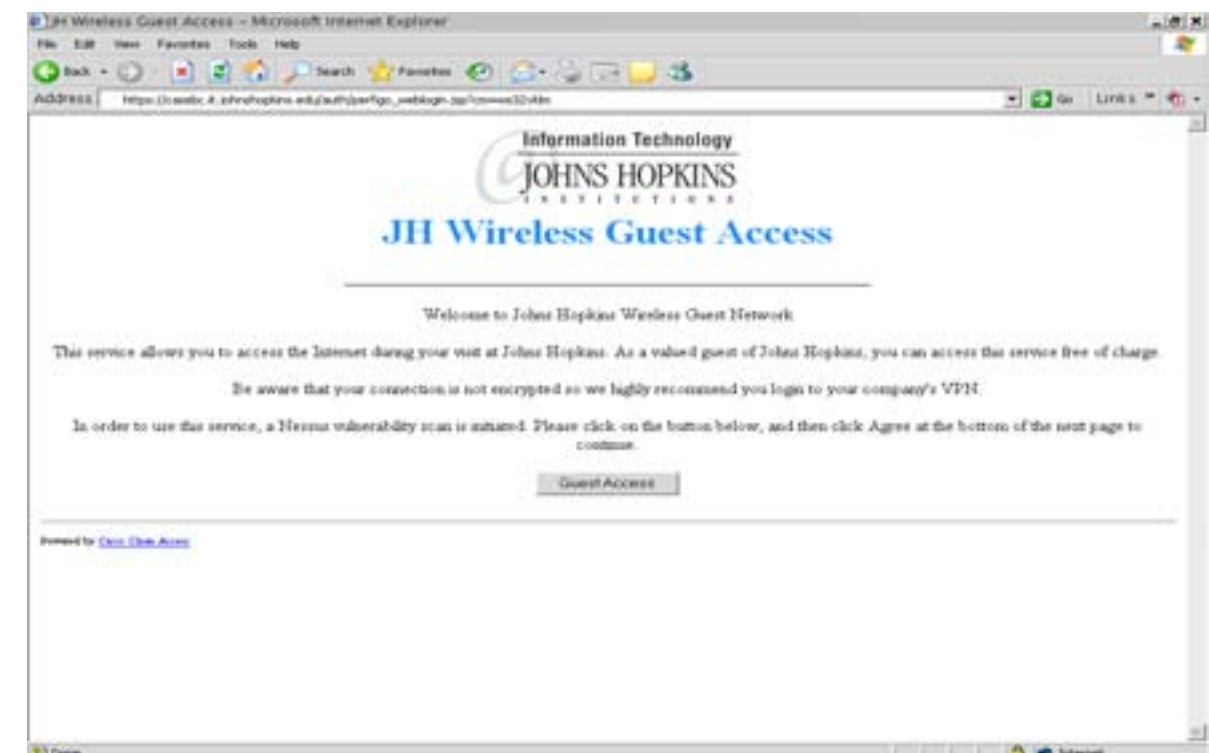 JH Wireless Guest Access - Microsoft Internet Explorer
File Edit View Favorites Tools Help
Back Search Favorites
Address Go Links
Information Technology
JOHNS HOPKINS
INSTITUTIONS
JH Wireless Guest Access
Welcome to Johns Hopkins Wireless Guest Network
This service allows you to access the Internet during your visit at Johns Hopkins. As a valued guest of Johns Hopkins, you can access this service free of charge.
Be aware that your connection is not encrypted so we highly recommend you login to your company's VPN.
In order to use this service, a Nessus vulnerability scan is initiated. Please click on the button below, and then click Agree at the bottom of the next page to
continue.
Guest Access
Powered by Cisco Clean Access
Done Internet